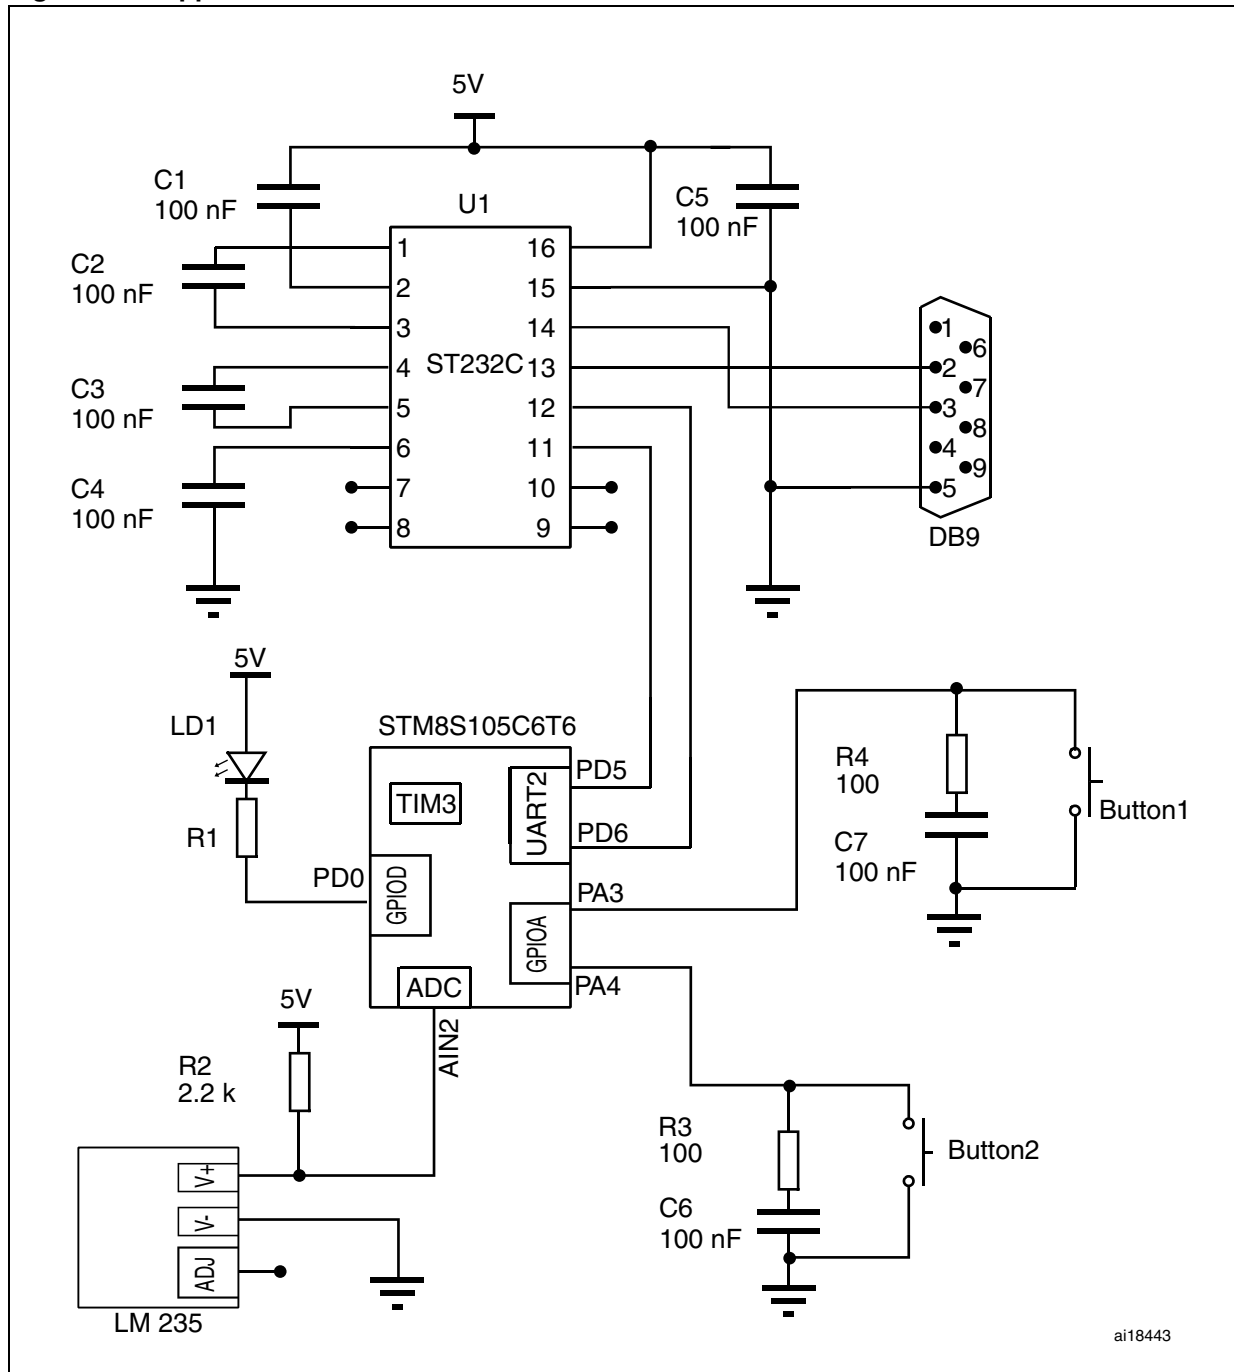 5V
C1
100 nF
U1
C5
100 nF
C2
100 nF
1
16
2
15
3
14
4
ST232C
13
5
12
6
11
7
10
8
9
C3
100 nF
C4
100 nF
1
6
2
7
3
8
4
9
5
DB9
5V
LD1
R1
STM8S105C6T6
TIM3
UART2
PD5
PD6
PD0
GPIOD
GPIOA
PA3
PA4
ADC
AIN2
R4
100
C7
100 nF
Button1
5V
R2
2.2 k
V+
V-
ADJ
LM 235
R3
100
C6
100 nF
Button2
ai18443